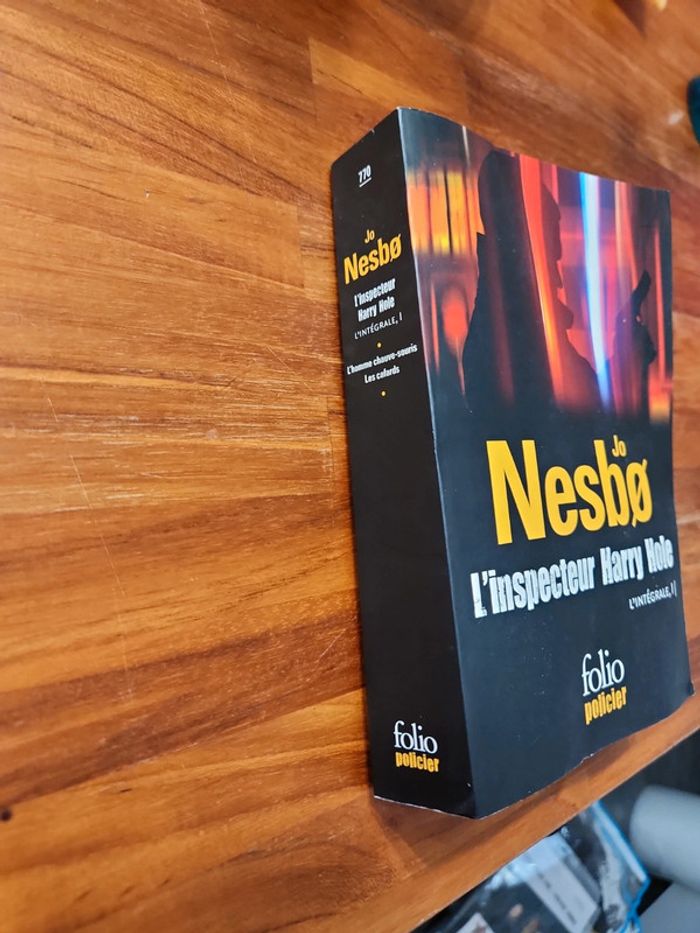 770
Jo
Nesbø
L'inspecteur
Harry Hole
L'INTÉGRALE, I
L'homme chauve-souris
Les cafards
folio
policier
Jo
Nesbø
L'inspecteur Harry Hole
L'INTÉGRALE, I
folio
policier